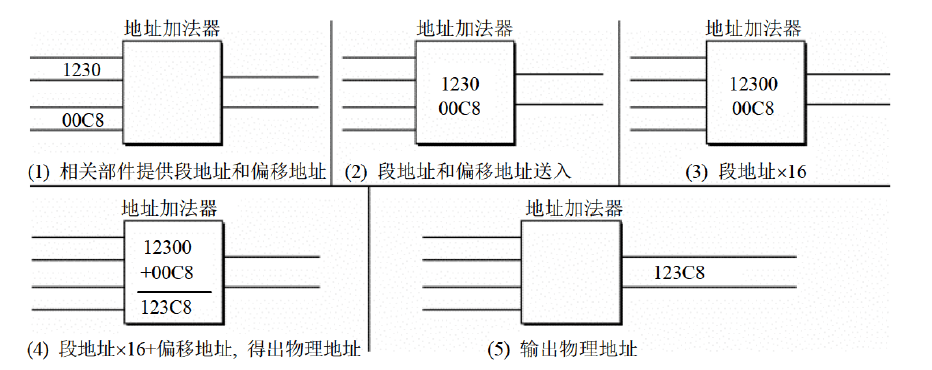 地址加法器
1230
00C8
(1) 相关部件提供段地址和偏移地址
地址加法器
1230
00C8
(2) 段地址和偏移地址送入
地址加法器
12300
00C8
(3) 段地址×16
地址加法器
12300
+00C8
123C8
(4) 段地址×16+偏移地址, 得出物理地址
地址加法器
123C8
(5) 输出物理地址